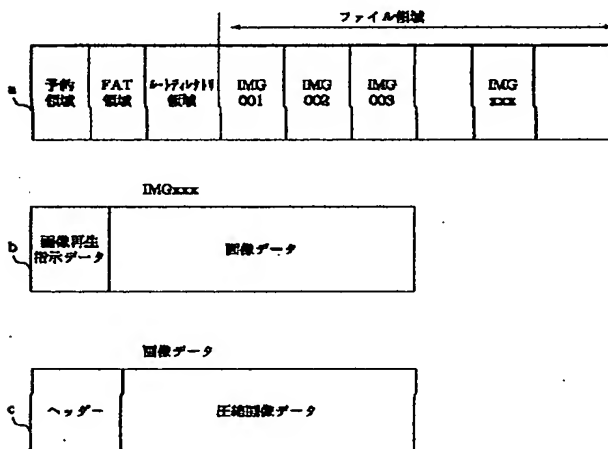 ファイル領域
a
予約
領域
FAT
領域
ルートディレクトリ
領域
IMG
001
IMG
002
IMG
003
IMG
xxx
IMGxxx
b
画像再生
指示データ
画像データ
画像データ
c
ヘッダー
圧縮画像データ